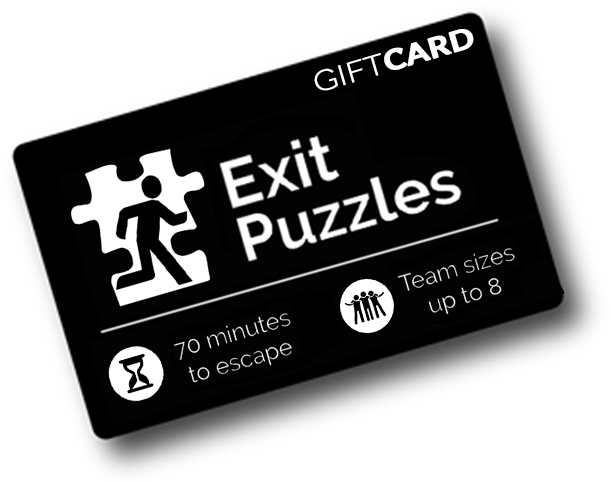 GIFTCARD
Exit
Puzzles
70 minutes
to escape
Team sizes
up to 8